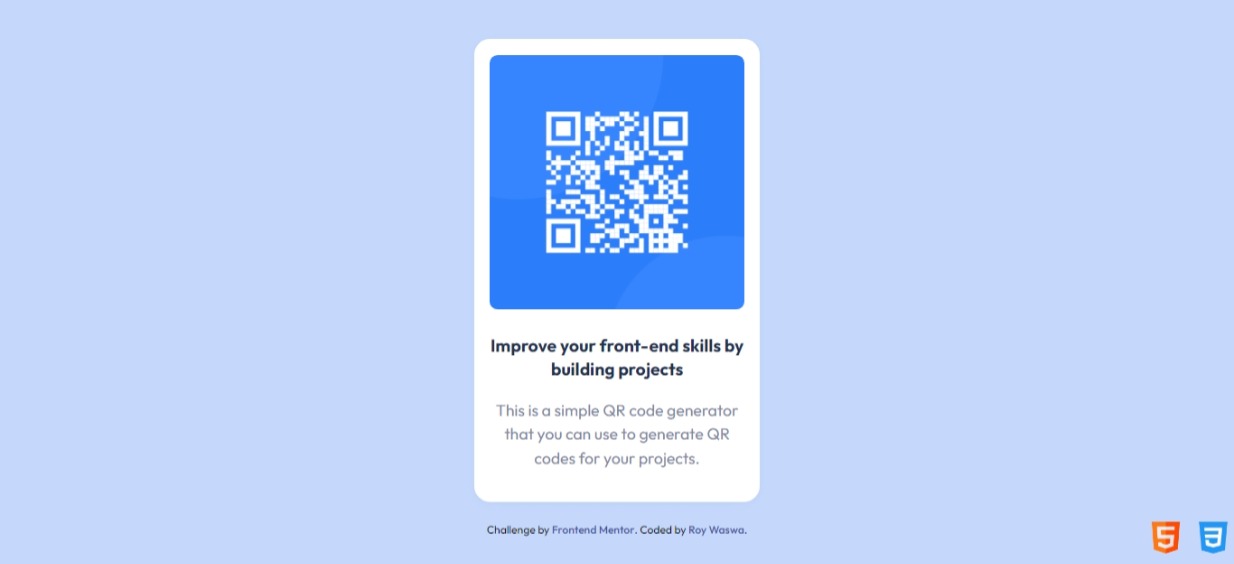 Improve your front-end skills by
building projects
This is a simple QR code generator
that you can use to generate QR
codes for your projects.
Challenge by Frontend Mentor. Coded by Roy Waswa.
5
3